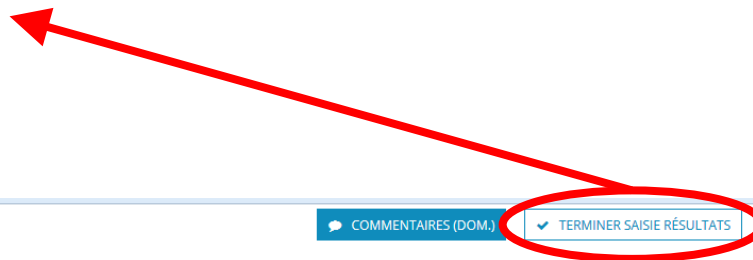 COMMENTAIRES (DOM.)
TERMINER SAISIE RÉSULTATS